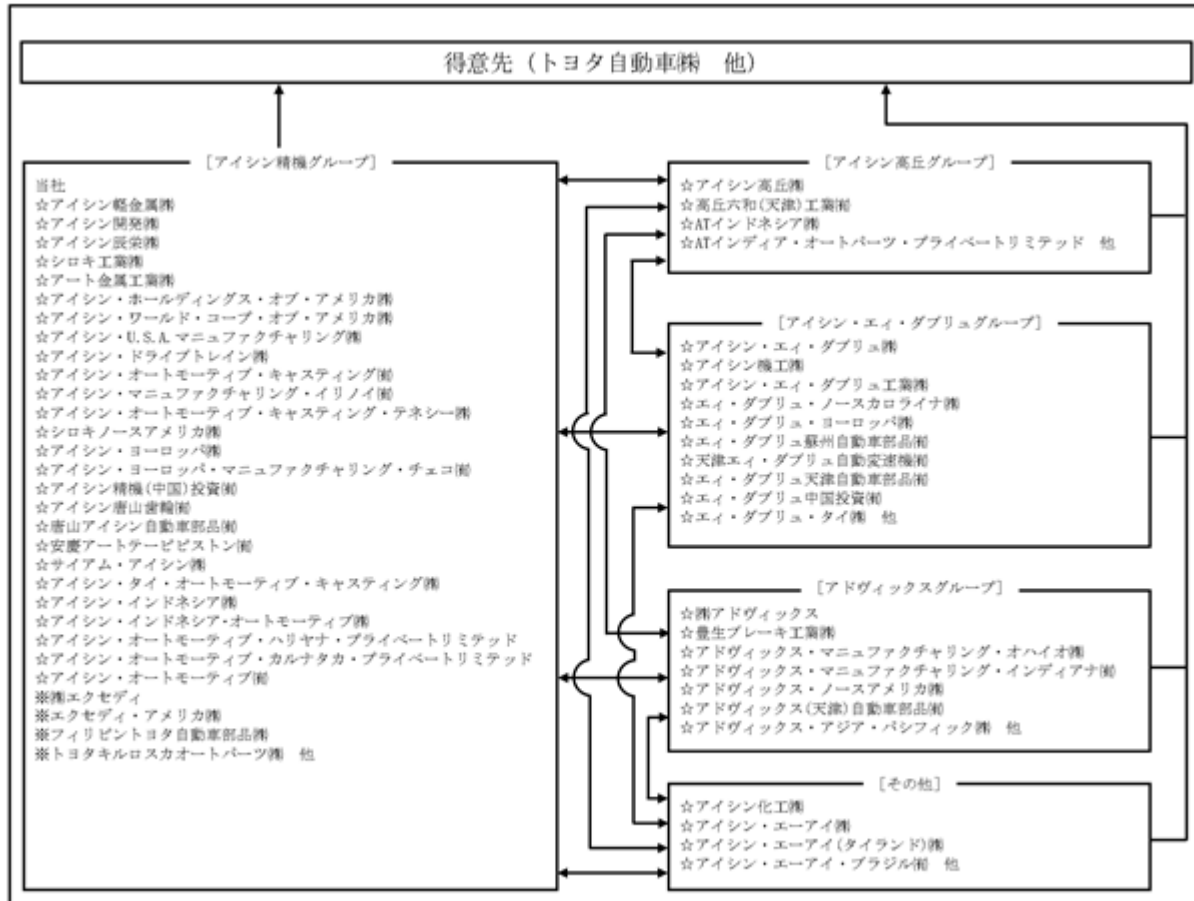 得意先（トヨタ自動車㈱　他）
［アイシン精機グループ］
当社
☆アイシン軽金属㈱
☆アイシン開発㈱
☆アイシン辰栄㈱
☆シロキ工業㈱
☆アート金属工業㈱
☆アイシン・ホールディングス・オブ・アメリカ㈱
☆アイシン・ワールド・コープ・オブ・アメリカ㈱
☆アイシン・U.S.A.マニュファクチャリング㈱
☆アイシン・ドライブトレイン㈱
☆アイシン・オートモーティブ・キャスティング㈲
☆アイシン・マニュファクチャリング・イリノイ㈲
☆アイシン・オートモーティブ・キャスティング・テネシー㈱
☆シロキノースアメリカ㈱
☆アイシン・ヨーロッパ㈱
☆アイシン・ヨーロッパ・マニュファクチャリング・チェコ㈲
☆アイシン精機(中国)投資㈲
☆アイシン唐山歯輪㈲
☆唐山アイシン自動車部品㈲
☆安慶アートテーピピストン㈲
☆サイアム・アイシン㈱
☆アイシン・タイ・オートモーティブ・キャスティング㈱
☆アイシン・インドネシア㈱
☆アイシン・インドネシア･オートモーティブ㈱
☆アイシン・オートモーティブ・ハリヤナ・プライベートリミテッド
☆アイシン・オートモーティブ・カルナタカ・プライベートリミテッド
☆アイシン・オートモーティブ㈲
※㈱エクセディ
※エクセディ・アメリカ㈱
※フィリピントヨタ自動車部品㈱
※トヨタキルロスカオートパーツ㈱　他
［アイシン高丘グループ］
☆アイシン高丘㈱
☆高丘六和(天津)工業㈲
☆ATインドネシア㈱
☆ATインディア・オートパーツ・プライベートリミテッド　他
［アイシン・エィ・ダブリュグループ］
☆アイシン・エィ・ダブリュ㈱
☆アイシン機工㈱
☆アイシン・エィ・ダブリュ工業㈱
☆エィ・ダブリュ・ノースカロライナ㈱
☆エィ・ダブリュ・ヨーロッパ㈱
☆エィ・ダブリュ蘇州自動車部品㈲
☆天津エィ・ダブリュ自動変速機㈲
☆エィ・ダブリュ天津自動車部品㈲
☆エィ・ダブリュ中国投資㈲
☆エィ・ダブリュ・タイ㈱　他
［アドヴィックスグループ］
☆㈱アドヴィックス
☆豊生ブレーキ工業㈱
☆アドヴィックス・マニュファクチャリング・オハイオ㈱
☆アドヴィックス・マニュファクチャリング・インディアナ㈲
☆アドヴィックス・ノースアメリカ㈱
☆アドヴィックス(天津)自動車部品㈲
☆アドヴィックス・アジア・パシフィック㈱　他
［その他］
☆アイシン化工㈱
☆アイシン・エーアイ㈱
☆アイシン・エーアイ(タイランド)㈱
☆アイシン・エーアイ・ブラジル㈲　他